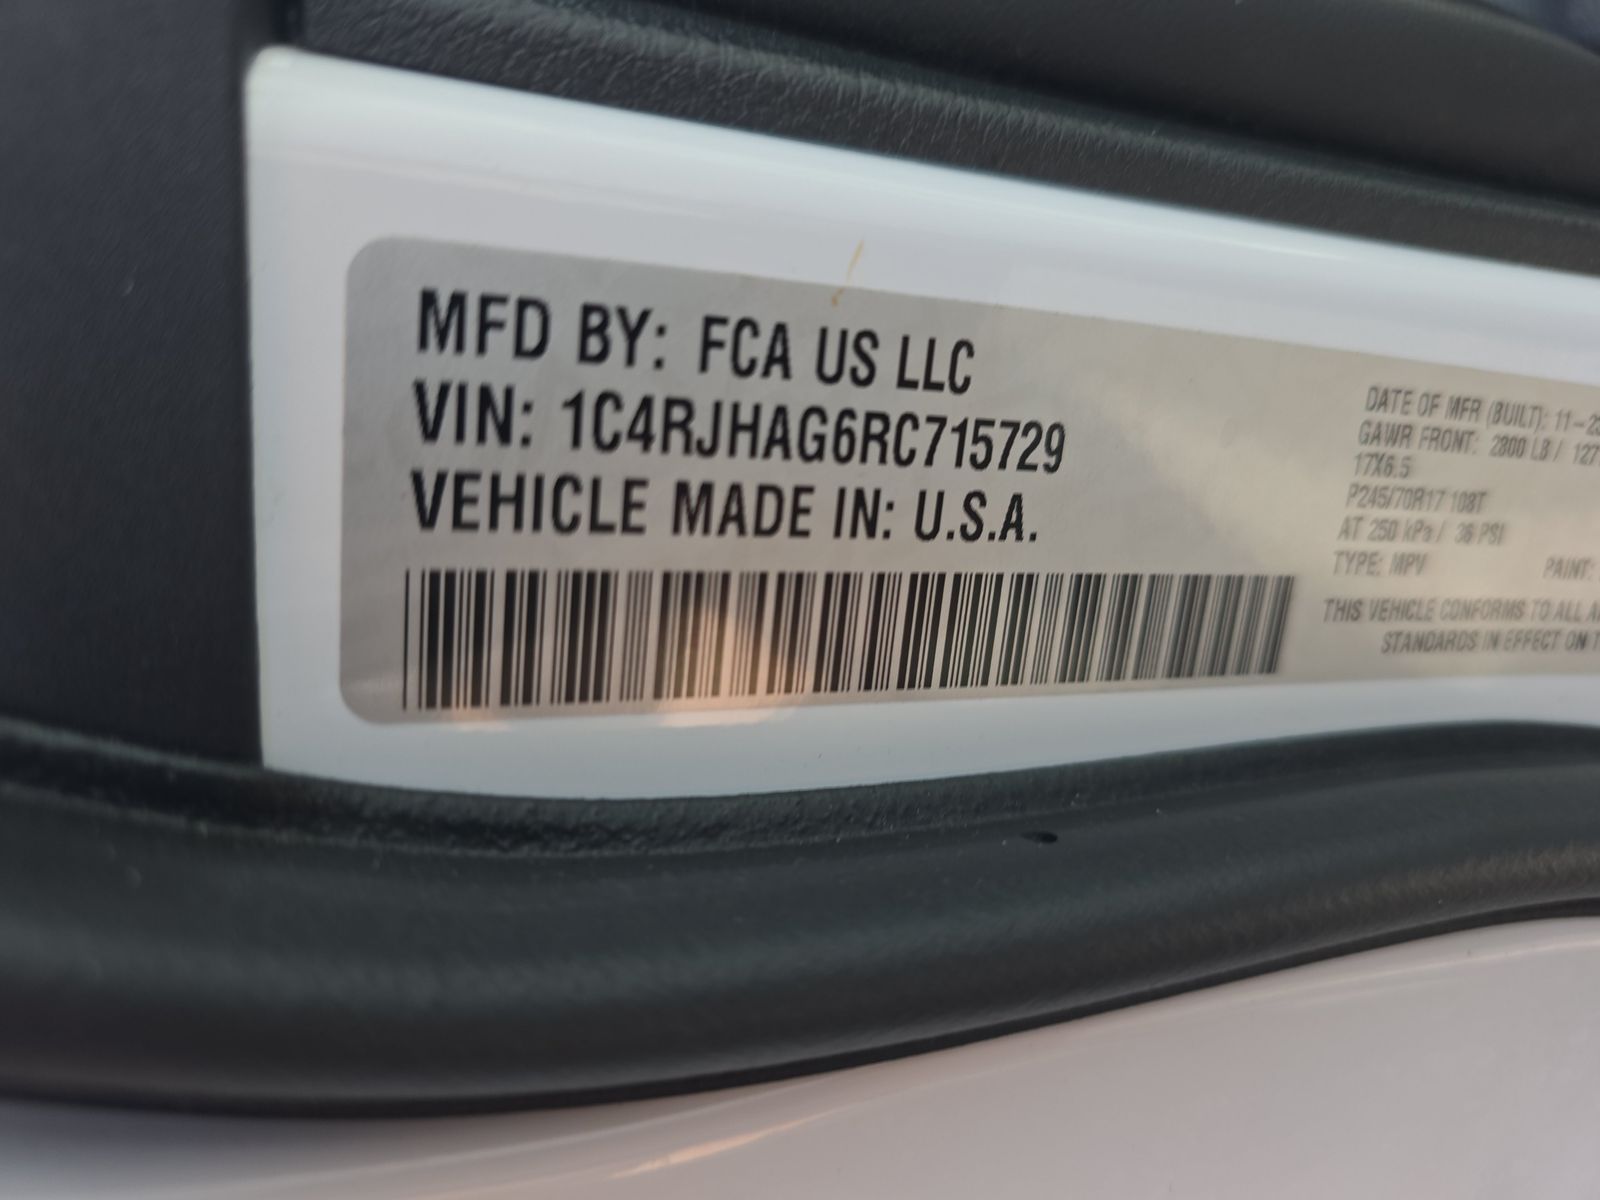 MFD BY: FCA US LLC
VIN: 1C4RJHAG6RC715729
VEHICLE MADE IN: U.S.A.
DATE OF MFR (BUILT): 11-23
GAWR FRONT: 2800 LB / 127
17X6.5
P245/70R17 108T
AT 250 kPa / 36 PSI
TYPE: MPV PAINT:
THIS VEHICLE CONFORMS TO ALL
STANDARDS IN EFFECT ON